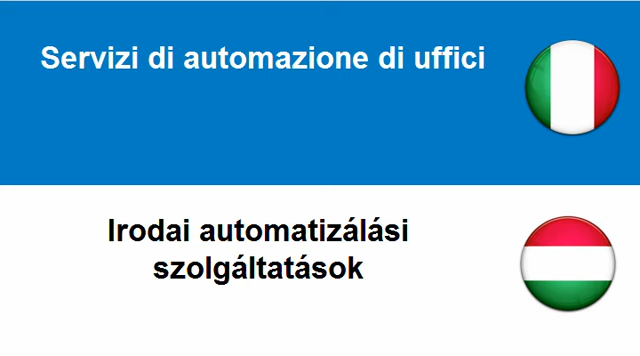 Servizi di automazione di uffici
Irodai automatizálási
szolgáltatások